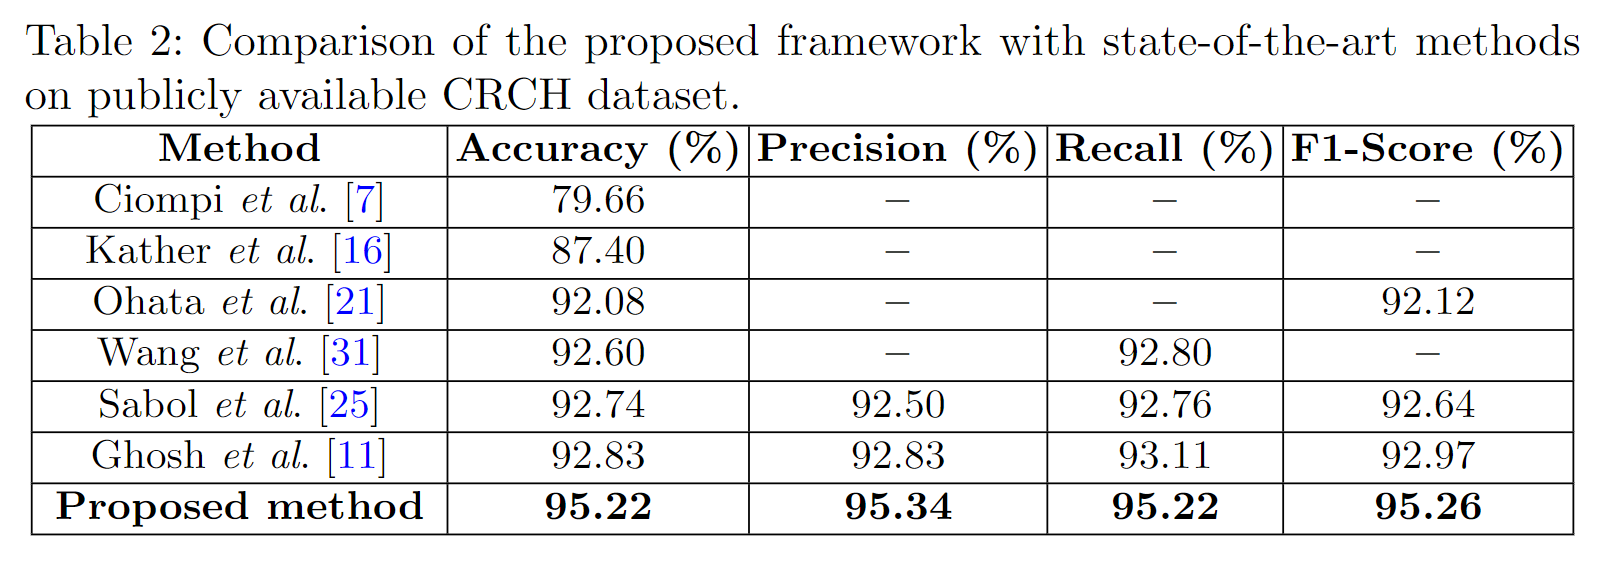 Table 2: Comparison of the proposed framework with state-of-the-art methods
on publicly available CRCH dataset.
Method Accuracy (%) Precision (%) Recall (%) F1-Score (%)
Ciompi et al. [7] 79.66 – – –
Kather et al. [16] 87.40 – – –
Ohata et al. [21] 92.08 – – 92.12
Wang et al. [31] 92.60 – 92.80 –
Sabol et al. [25] 92.74 92.50 92.76 92.64
Ghosh et al. [11] 92.83 92.83 93.11 92.97
Proposed method 95.22 95.34 95.22 95.26